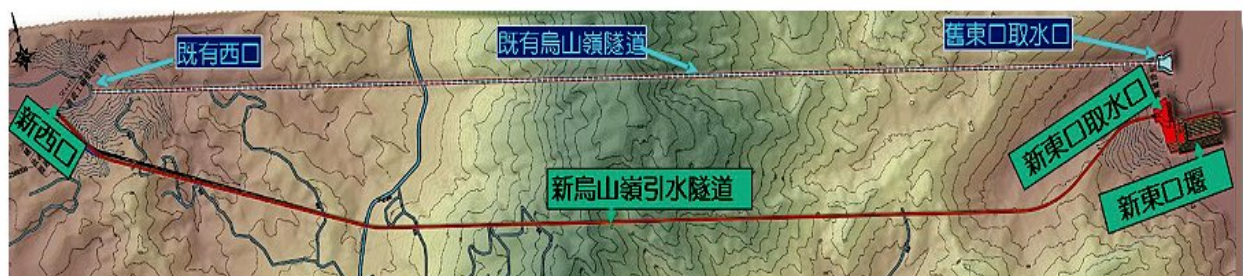 既有西口
既有烏山嶺隧道
舊東口取水口
新西口
新烏山嶺引水隧道
新東口取水口
新東口堰